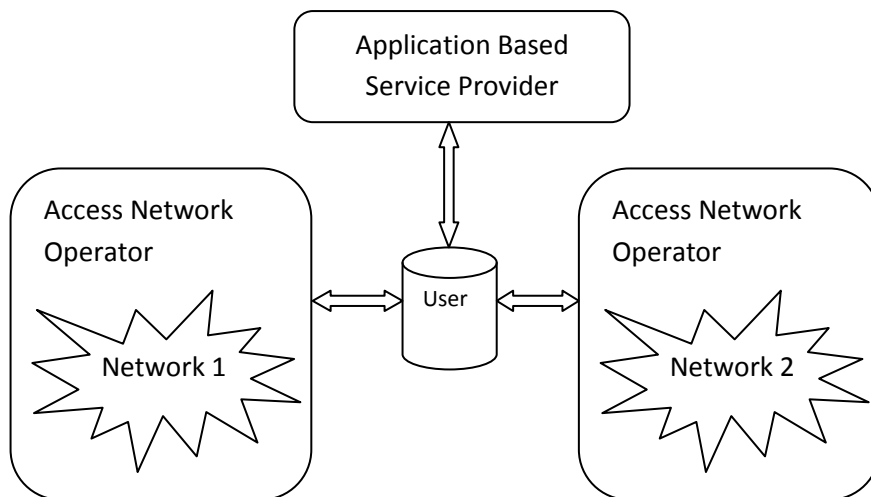 Application Based
Service Provider
Access Network
Operator
Network 1
User
Access Network
Operator
Network 2